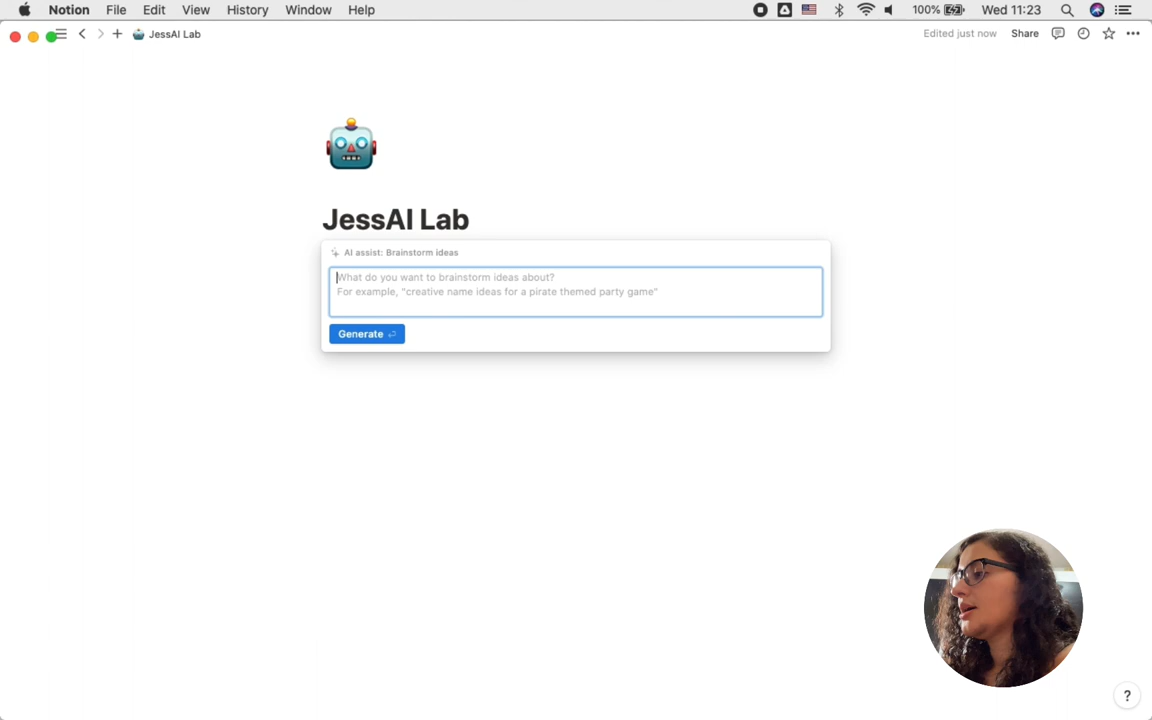 Notion File Edit View History Window Help 100% Wed 11:23
JessAI Lab Edited just now Share
JessAI Lab
AI assist: Brainstorm ideas
What do you want to brainstorm ideas about?
For example, "creative name ideas for a pirate themed party game"
Generate
?